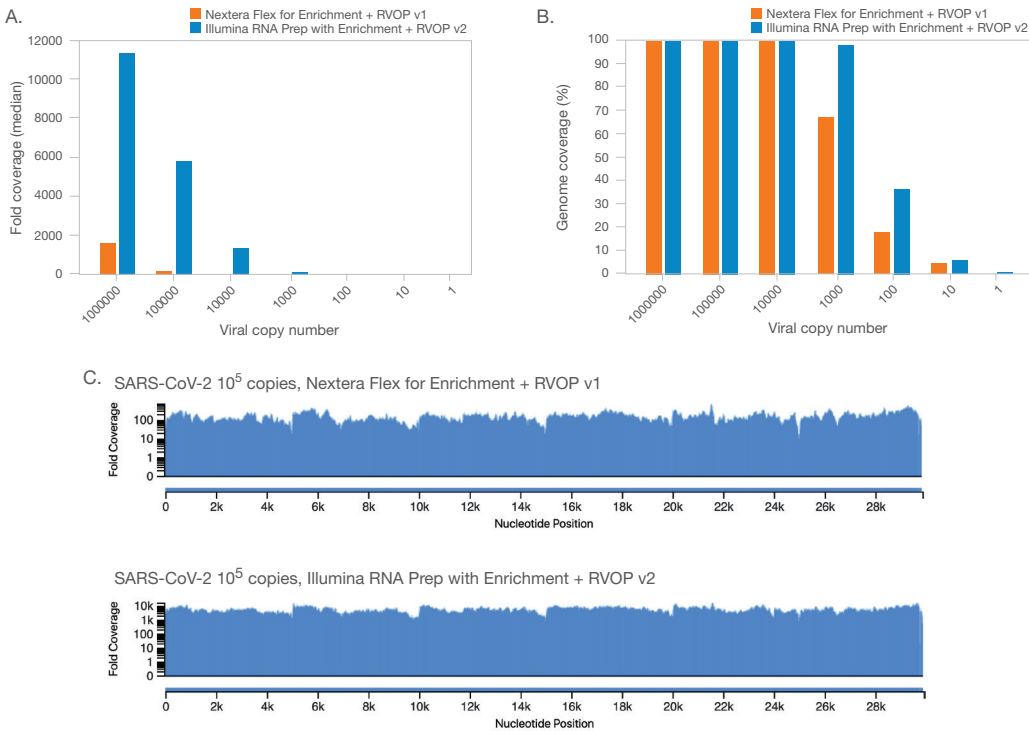 A.
Nextera Flex for Enrichment + RVOP v1
Illumina RNA Prep with Enrichment + RVOP v2
Fold coverage (median)
12000
10000
8000
6000
4000
2000
0
1000000 100000 10000 1000 100 10 1
Viral copy number
B.
Nextera Flex for Enrichment + RVOP v1
Illumina RNA Prep with Enrichment + RVOP v2
Genome coverage (%)
100
90
80
70
60
50
40
30
20
10
0
1000000 100000 10000 1000 100 10 1
Viral copy number
C.
SARS-CoV-2 10⁵ copies, Nextera Flex for Enrichment + RVOP v1
Fold Coverage
100
10
1
0
0 2k 4k 6k 8k 10k 12k 14k 16k 18k 20k 22k 24k 26k 28k
Nucleotide Position
SARS-CoV-2 10⁵ copies, Illumina RNA Prep with Enrichment + RVOP v2
Fold Coverage
10k
1k
100
10
1
0
0 2k 4k 6k 8k 10k 12k 14k 16k 18k 20k 22k 24k 26k 28k
Nucleotide Position